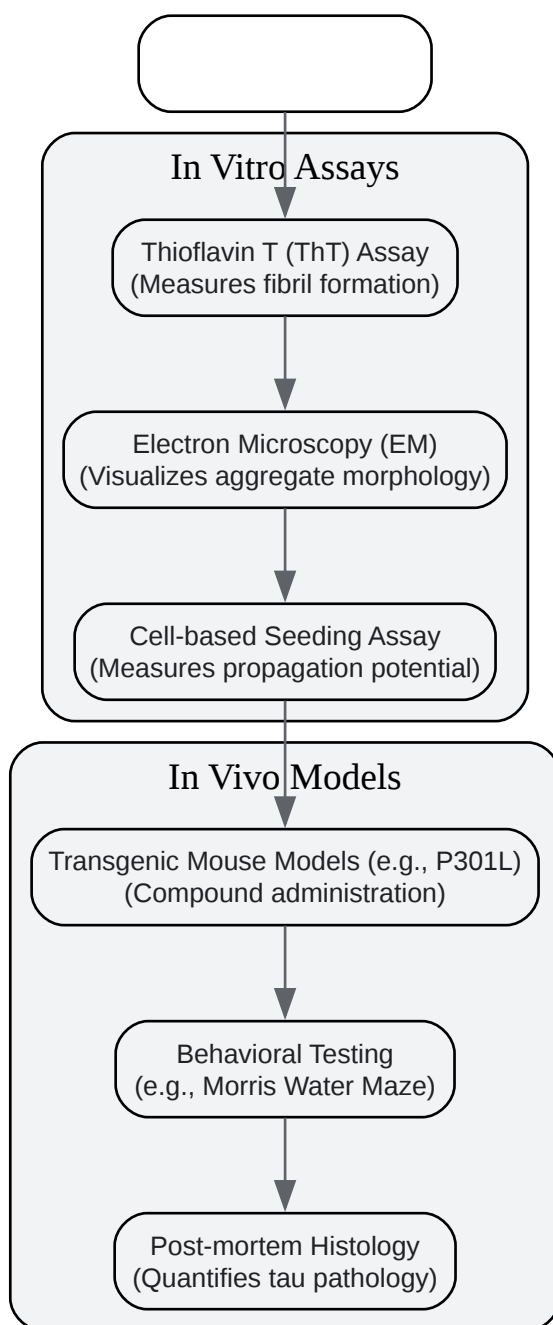 In Vitro Assays
Thioflavin T (ThT) Assay
(Measures fibril formation)
Electron Microscopy (EM)
(Visualizes aggregate morphology)
Cell-based Seeding Assay
(Measures propagation potential)
In Vivo Models
Transgenic Mouse Models (e.g., P301L)
(Compound administration)
Behavioral Testing
(e.g., Morris Water Maze)
Post-mortem Histology
(Quantifies tau pathology)